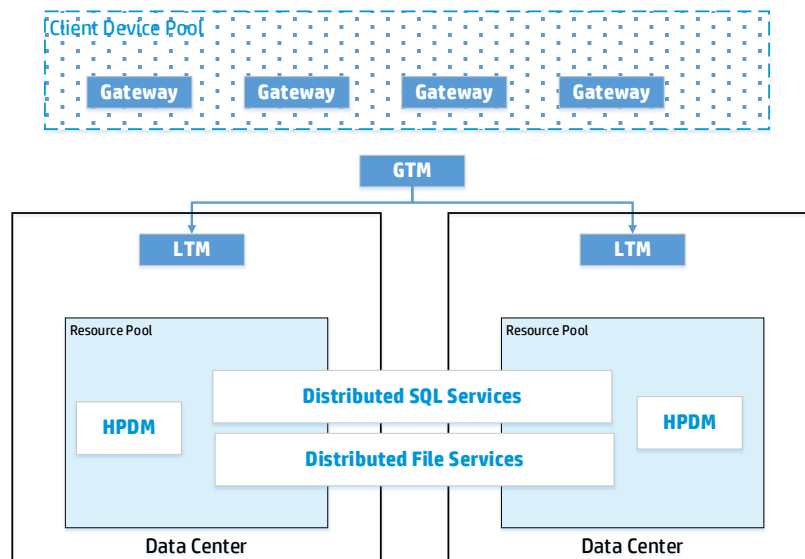 Client Device Pool
Gateway Gateway Gateway Gateway
GTM
LTM LTM
Resource Pool Resource Pool
Distributed SQL Services
HPDM HPDM
Distributed File Services
Data Center Data Center